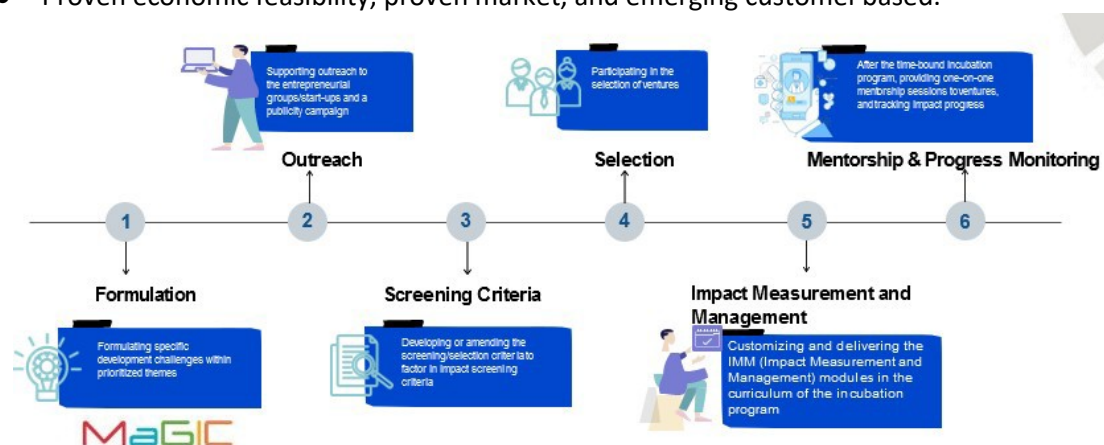 Proven economic feasibility, proven market, and emerging customer based.
Supporting outreach to
the entrepreneurial
groups/start-ups and a
publicity campaign
Outreach
Participating in the
selection of ventures
Selection
After the time-bound incubation
program, providing one-on-one
mentorship sessions to ventures,
and tracking impact progress
Mentorship & Progress Monitoring
1
2
3
4
5
6
Formulation
Formulating specific
development challenges within
prioritized themes
MaGIC
Screening Criteria
Developing or amending the
screening/selection criteria to
factor in impact screening
criteria
Impact Measurement and
Management
Customizing and delivering the
IMM (Impact Measurement and
Management) modules in the
curriculum of the incubation
program